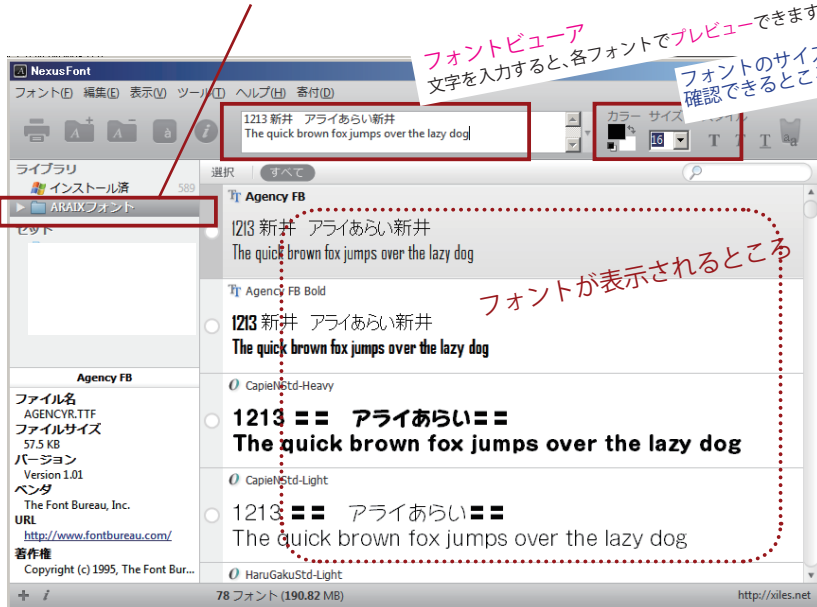 フォントビューア
文字を入力すると、各フォントでプレビューできます
フォントのサイズ
確認できるところ
NexusFont
フォント(F) 編集(E) 表示(V) ツール(T) ヘルプ(H) 寄付(D)
1213 新井　アライあらい新井
The quick brown fox jumps over the lazy dog
カラー サイズ スタイル
16
T T T aa
ライブラリ
インストール済 589
ARAIXフォント
セット
選択 すべて
Agency FB
1213 新井　アライあらい新井
The quick brown fox jumps over the lazy dog
フォントが表示されるところ
Agency FB Bold
1213 新井　アライあらい新井
The quick brown fox jumps over the lazy dog
CapieNStd-Heavy
1213 〓〓　アライあらい〓〓
The quick brown fox jumps over the lazy dog
CapieNStd-Light
1213 〓〓　アライあらい〓〓
The quick brown fox jumps over the lazy dog
HaruGakuStd-Light
Agency FB
ファイル名
AGENCYR.TTF
ファイルサイズ
57.5 KB
バージョン
Version 1.01
ベンダ
The Font Bureau, Inc.
URL
http://www.fontbureau.com/
著作権
Copyright (c) 1995, The Font Bur...
78 フォント (190.82 MB)
http://xiles.net